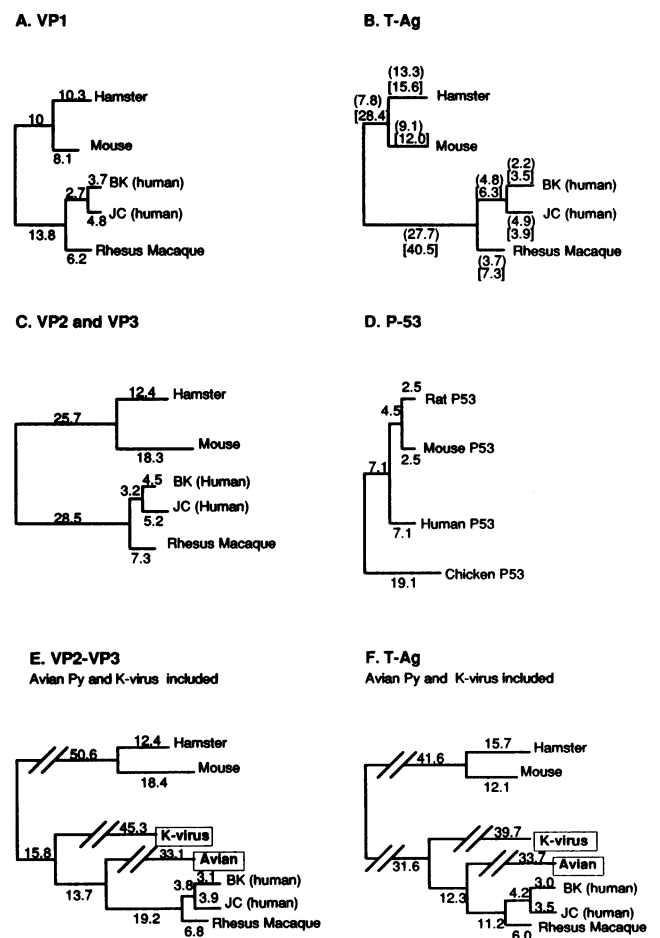 A. VP1
10.3 Hamster
10
Mouse
8.1
3.7 BK (human)
2.7
JC (human)
4.8
13.8
Rhesus Macaque
6.2
B. T-Ag
(13.3)
[15.6]
Hamster
(7.8)
[28.4]
(9.1)
[12.0]
Mouse
(2.2)
[3.5]
BK (human)
(4.8)
6.3
JC (human)
(4.9)
[3.9]
(27.7)
[40.5]
Rhesus Macaque
(3.7)
[7.3]
C. VP2 and VP3
12.4 Hamster
25.7
Mouse
18.3
4.5 BK (Human)
3.2
JC (Human)
5.2
28.5
Rhesus Macaque
7.3
D. P-53
2.5
Rat P53
4.5
Mouse P53
2.5
7.1
Human P53
7.1
Chicken P53
19.1
E. VP2-VP3
Avian Py and K-virus included
12.4 Hamster
50.6
Mouse
18.4
45.3 K-virus
15.8
33.1 Avian
3.1 BK (human)
3.8
3.9 JC (human)
13.7
19.2
Rhesus Macaque
6.8
F. T-Ag
Avian Py and K-virus included
15.7 Hamster
41.6
Mouse
12.1
39.7 K-virus
31.6
33.7 Avian
3.0 BK (human)
4.2
12.3
3.5 JC (human)
11.2
Rhesus Macaque
6.0